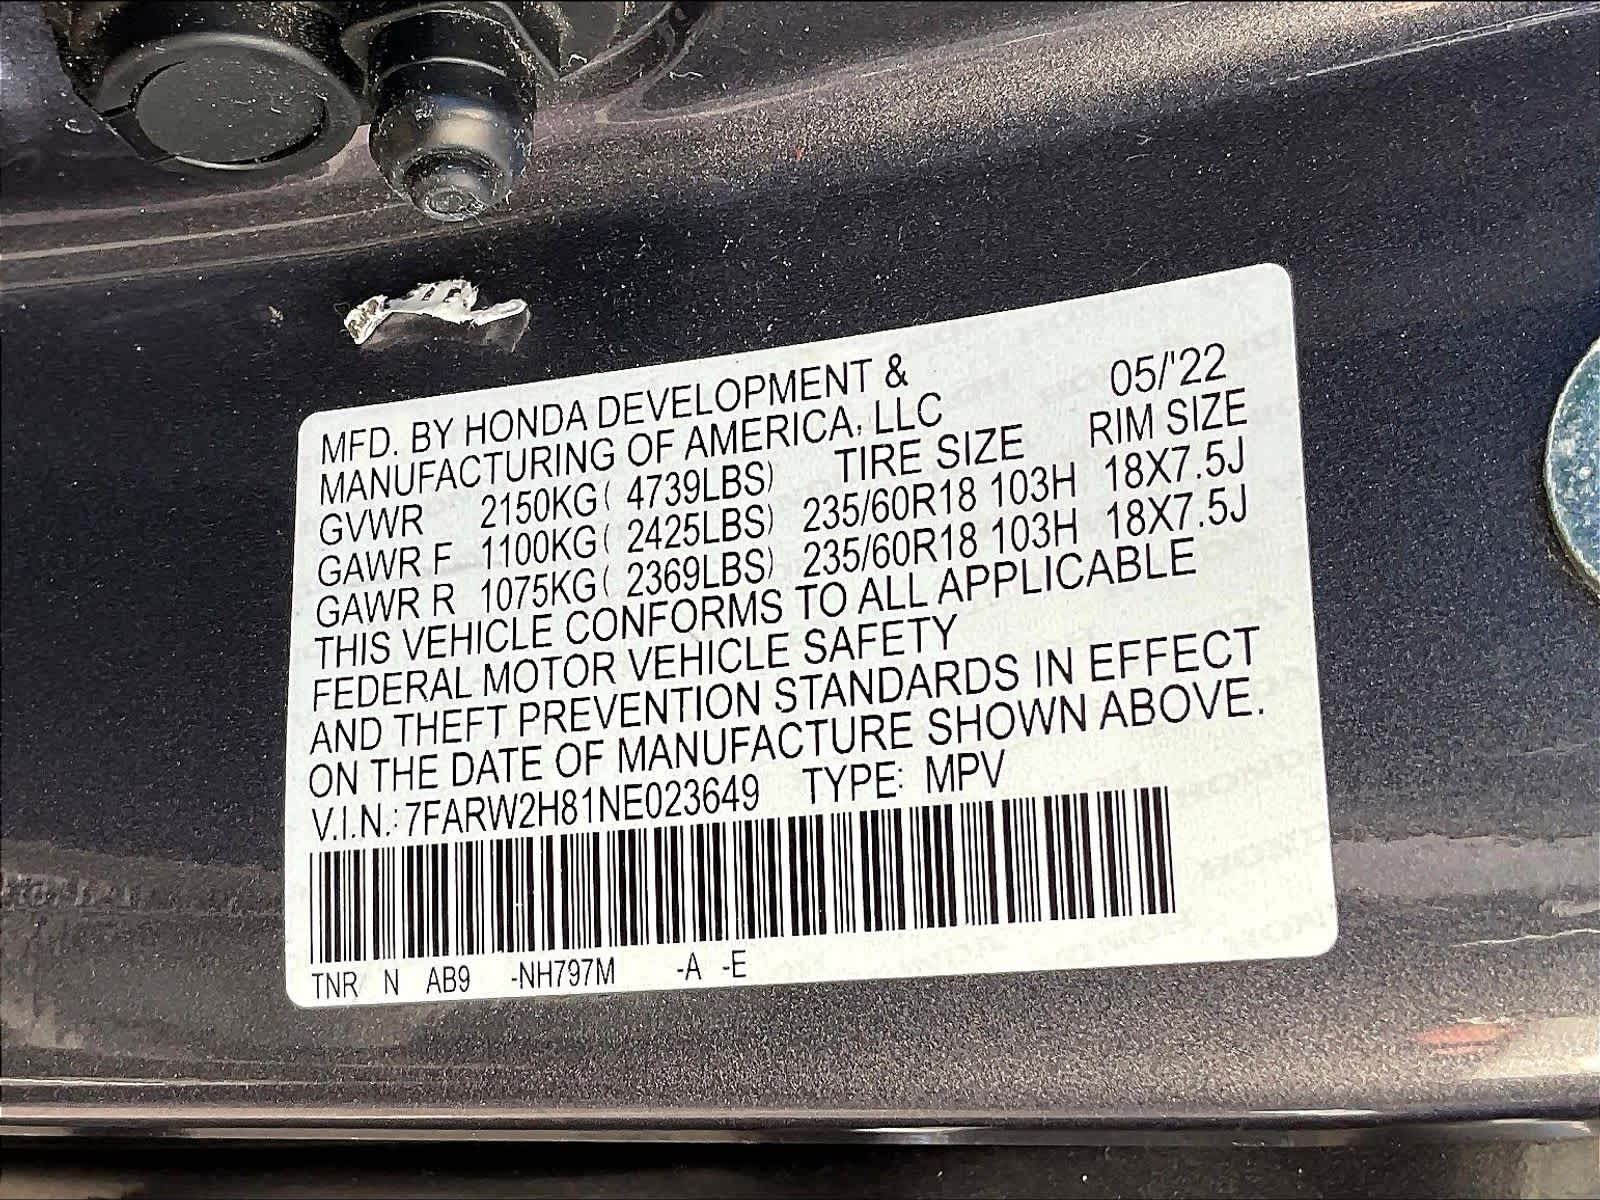 MFD. BY HONDA DEVELOPMENT & 05/'22
MANUFACTURING OF AMERICA, LLC
GVWR 2150KG( 4739LBS) TIRE SIZE RIM SIZE
GAWR F 1100KG( 2425LBS) 235/60R18 103H 18X7.5J
GAWR R 1075KG( 2369LBS) 235/60R18 103H 18X7.5J
THIS VEHICLE CONFORMS TO ALL APPLICABLE
FEDERAL MOTOR VEHICLE SAFETY
AND THEFT PREVENTION STANDARDS IN EFFECT
ON THE DATE OF MANUFACTURE SHOWN ABOVE.
V.I.N.: 7FARW2H81NE023649 TYPE: MPV
TNR N AB9 -NH797M -A -E